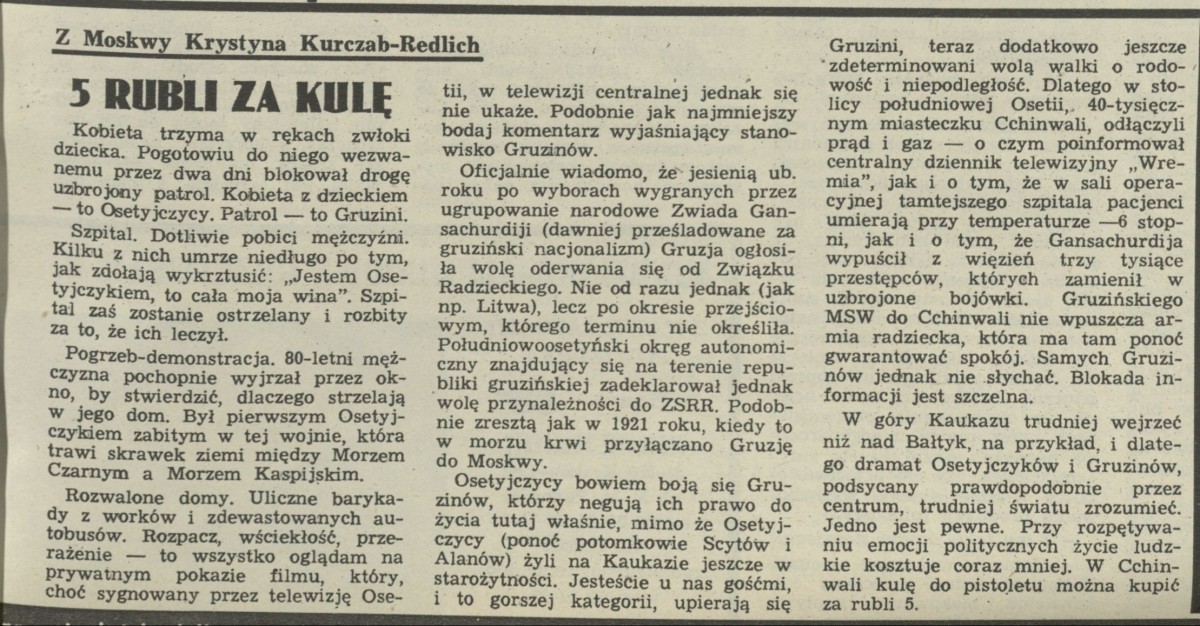 Z Moskwy Krystyna Kurczab-Redlich
5 RUBLI ZA KULĘ
Kobieta trzyma w rękach zwłoki
dziecka. Pogotowiu do niego wezwa-
nemu przez dwa dni blokował drogę
uzbrojony patrol. Kobieta z dzieckiem
— to Osetyjczycy. Patrol — to Gruzini.
Szpital. Dotliwie pobici mężczyźni.
Kilku z nich umrze niedługo po tym,
jak zdołają wykrztusić: „Jestem Ose-
tyjczykiem, to cała moja wina”. Szpi-
tal zaś zostanie ostrzelany i rozbity
za to, że ich leczył.
Pogrzeb-demonstracja. 80-letni męż-
czyzna pochopnie wyjrzał przez ok-
no, by stwierdzić, dlaczego strzelają
w jego dom. Był pierwszym Osetyj-
czykiem zabitym w tej wojnie, która
trawi skrawek ziemi między Morzem
Czarnym a Morzem Kaspijskim.
Rozwalone domy. Uliczne baryka-
dy z worków i zdewastowanych au-
tobusów. Rozpacz, wściekłość, prze-
rażenie — to wszystko oglądam na
prywatnym pokazie filmu, który,
choć sygnowany przez telewizję Ose-
tii, w telewizji centralnej jednak się
nie ukaże. Podobnie jak najmniejszy
bodaj komentarz wyjaśniający stano-
wisko Gruzinów.
Oficjalnie wiadomo, że jesienią ub.
roku po wyborach wygranych przez
ugrupowanie narodowe Zwiada Gan-
sachurdiji (dawniej prześladowane za
gruziński nacjonalizm) Gruzja ogłosi-
ła wolę oderwania się od Związku
Radzieckiego. Nie od razu jednak (jak
np. Litwa), lecz po okresie przejścio-
wym, którego terminu nie określiła.
Południowoosetyński okręg autonomi-
czny znajdujący się na terenie repu-
bliki gruzińskiej zadeklarował jednak
wolę przynależności do ZSRR. Podob-
nie zresztą jak w 1921 roku, kiedy to
w morzu krwi przyłączano Gruzję
do Moskwy.
Osetyjczycy bowiem boją się Gru-
zinów, którzy negują ich prawo do
życia tutaj właśnie, mimo że Osetyj-
czycy (ponoć potomkowie Scytów i
Alanów) żyli na Kaukazie jeszcze w
starożytności. Jesteście u nas gośćmi,
i to gorszej kategorii, upierają się
Gruzini, teraz dodatkowo jeszcze
zdeterminowani wolą walki o rodo-
wość i niepodległość. Dlatego w sto-
licy południowej Osetii, 40-tysięcz-
nym miasteczku Cchinwali, odłączyli
prąd i gaz — o czym poinformował
centralny dziennik telewizyjny „Wre-
mia”, jak i o tym, że w sali opera-
cyjnej tamtejszego szpitala pacjenci
umierają przy temperaturze —6 stop-
ni, jak i o tym, że Gansachurdija
wypuścił z więzień trzy tysiące
przestępców, których zamienił w
uzbrojone bojówki. Gruzińskiego
MSW do Cchinwali nie wpuszcza ar-
mia radziecka, która ma tam ponoć
gwarantować spokój. Samych Gruzi-
nów jednak nie słychać. Blokada in-
formacji jest szczelna.
W góry Kaukazu trudniej wejrzeć
niż nad Bałtyk, na przykład, i dlate-
go dramat Osetyjczyków i Gruzinów,
podsycany prawdopodobnie przez
centrum, trudniej światu zrozumieć.
Jedno jest pewne. Przy rozpętywa-
niu emocji politycznych życie ludz-
kie kosztuje coraz mniej. W Cchin-
wali kulę do pistoletu można kupić
za rubli 5.